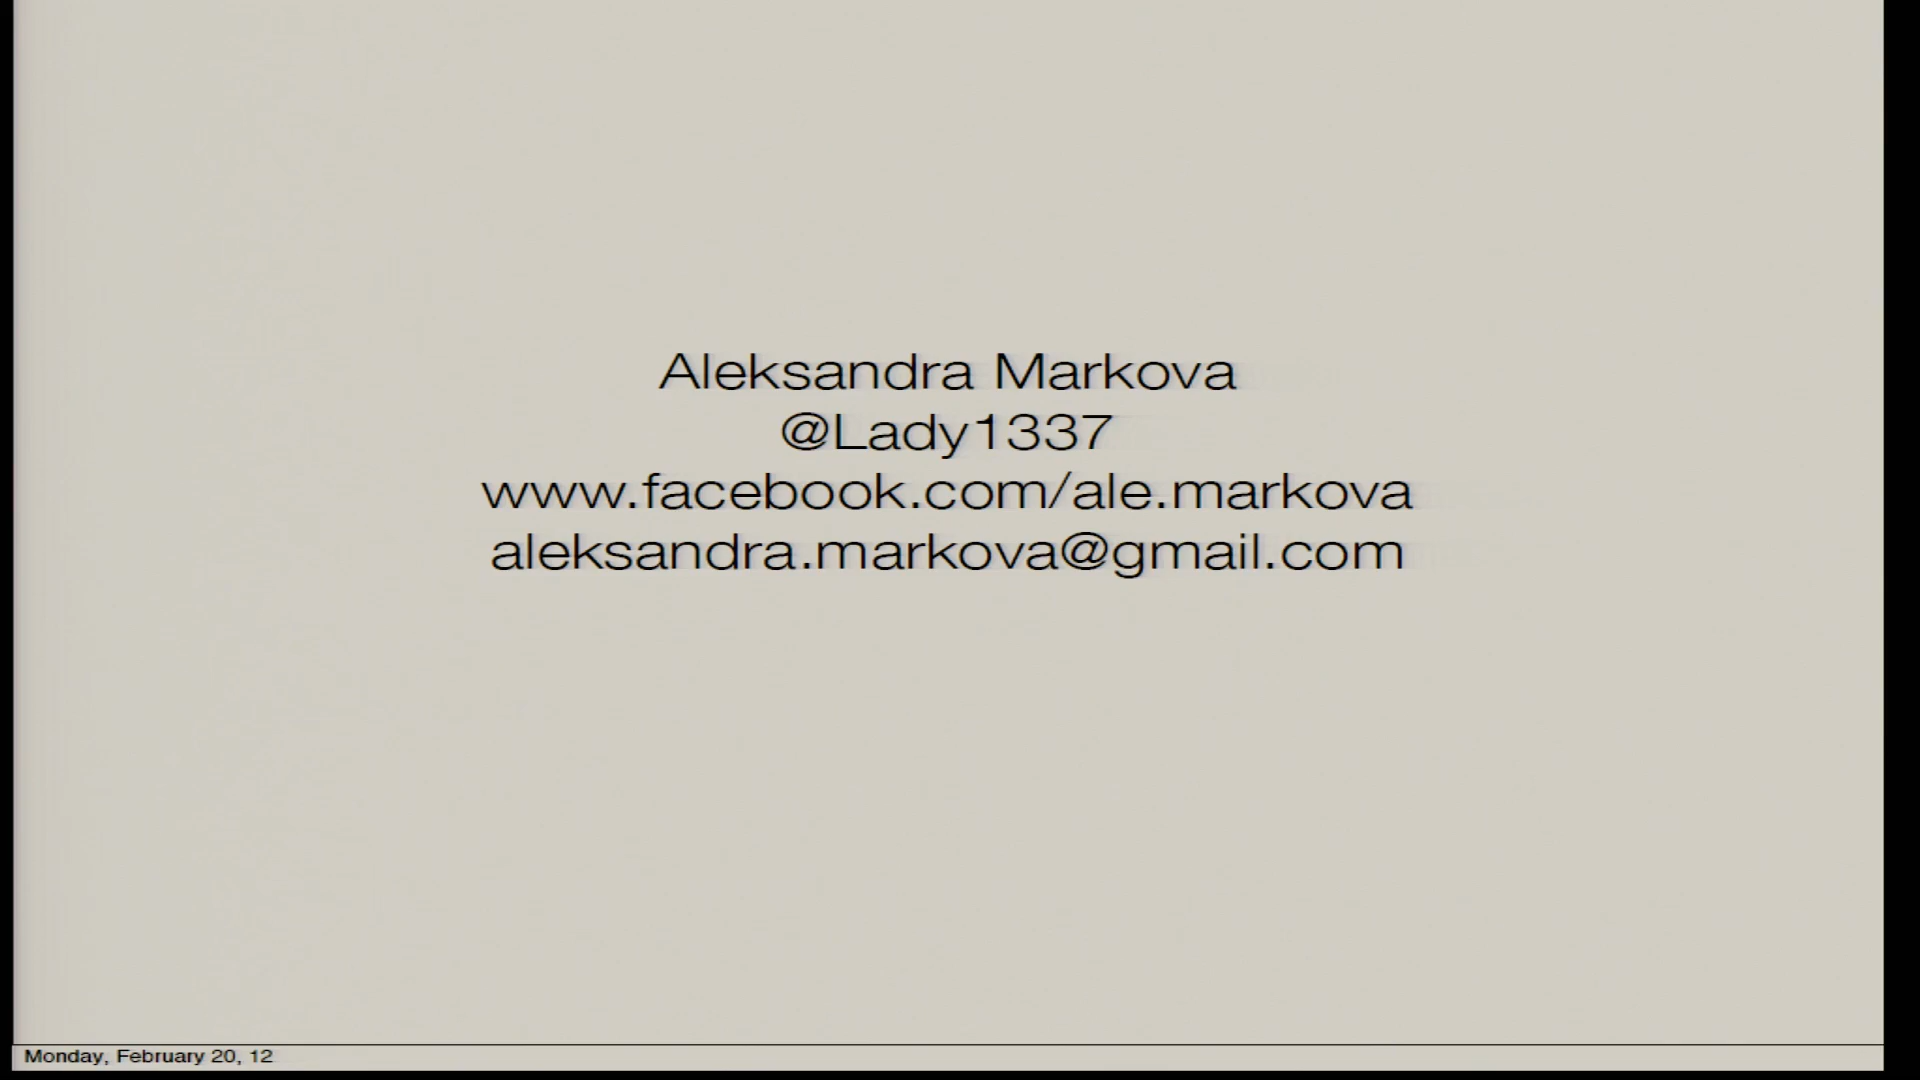 Aleksandra Markova
@Lady1337
www.facebook.com/ale.markova
aleksandra.markova@gmail.com
Monday, February 20, 12